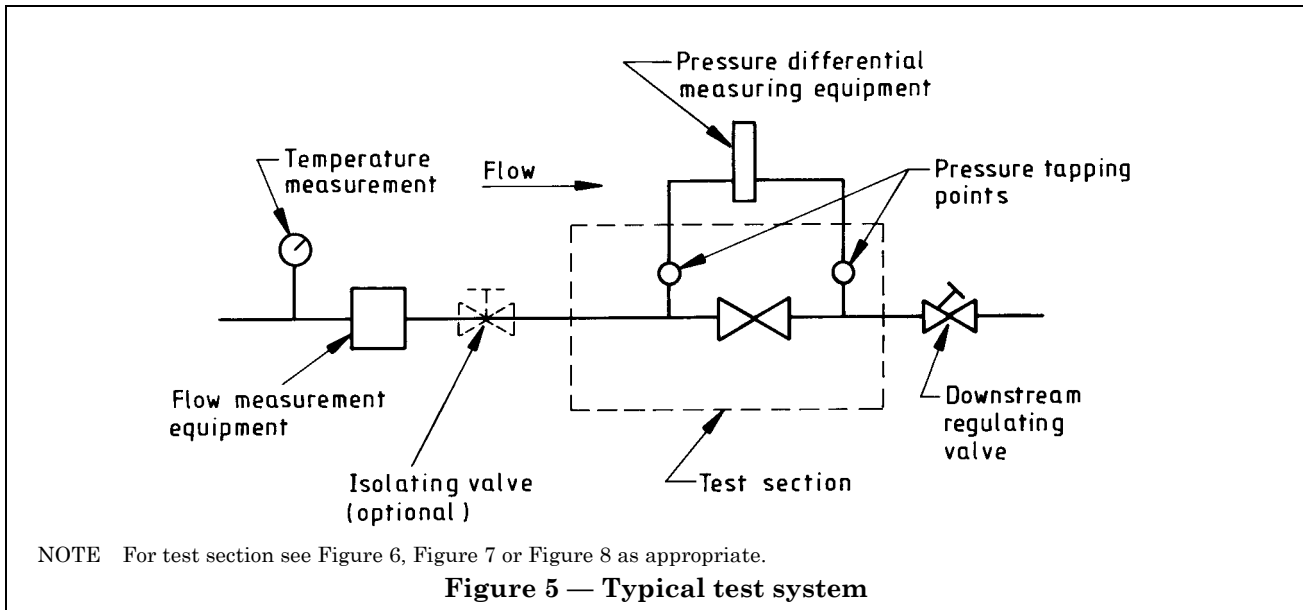 Pressure differential
measuring equipment
Temperature
measurement
Flow
Pressure tapping
points
Flow measurement
equipment
Isolating valve
(optional)
Test section
Downstream
regulating
valve
NOTE For test section see Figure 6, Figure 7 or Figure 8 as appropriate.
Figure 5 — Typical test system